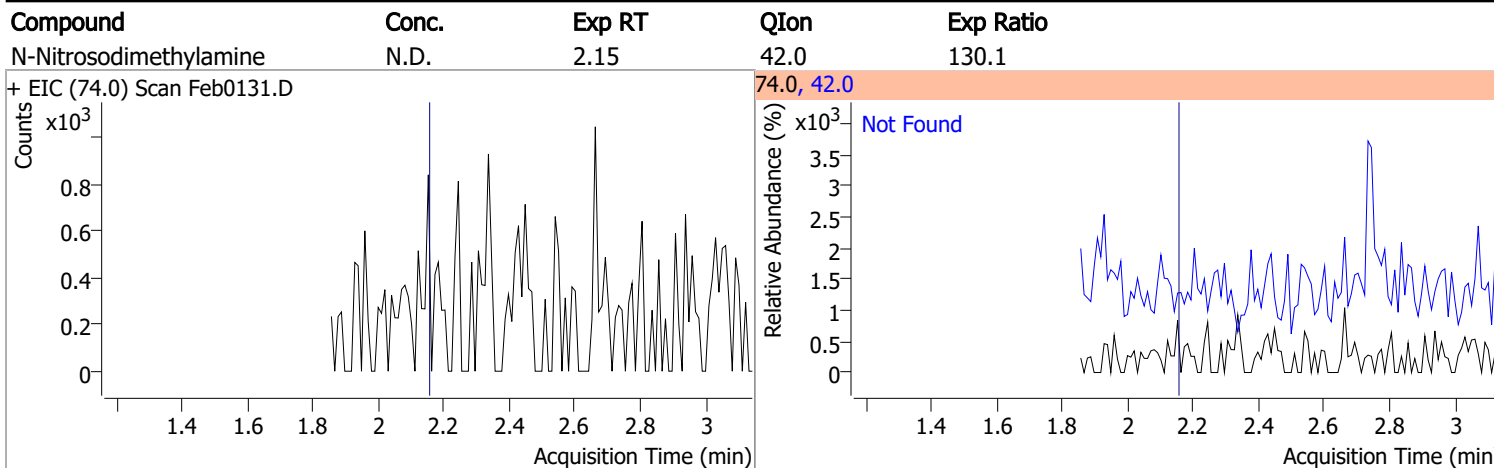 Compound Conc. Exp RT QIon Exp Ratio
N-Nitrosodimethylamine N.D. 2.15 42.0 130.1
+ EIC (74.0) Scan Feb0131.D
Counts
x10³
0.8
0.6
0.4
0.2
0
1.4 1.6 1.8 2 2.2 2.4 2.6 2.8 3
Acquisition Time (min)
74.0, 42.0
Relative Abundance (%)
x10³
Not Found
3.5
3
2.5
2
1.5
1
0.5
0
1.4 1.6 1.8 2 2.2 2.4 2.6 2.8 3
Acquisition Time (min